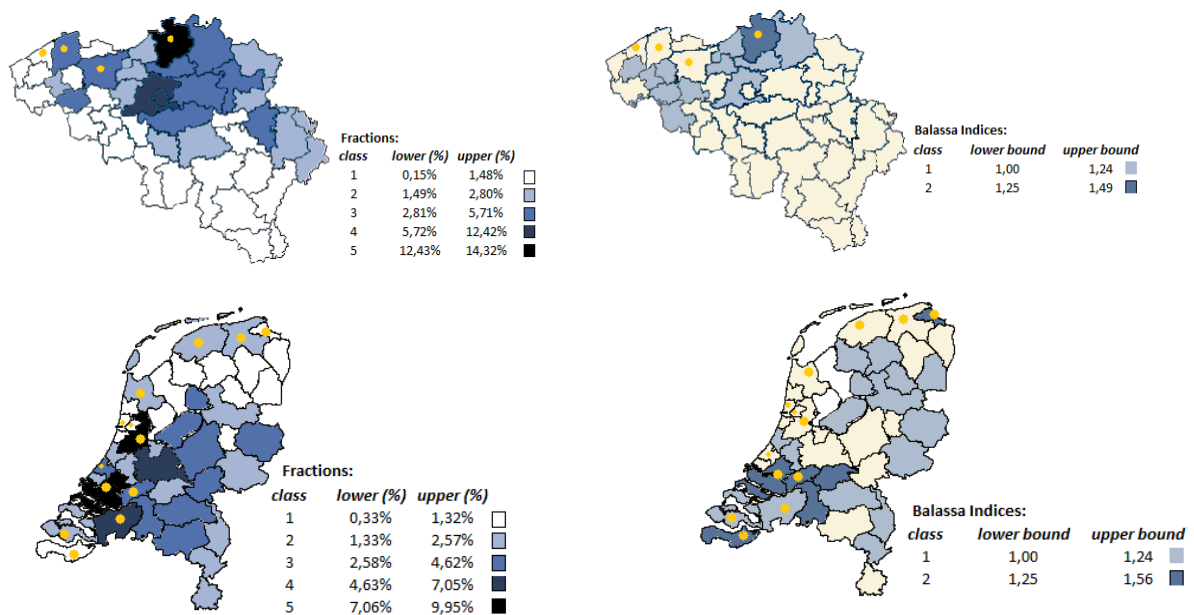 Fractions:
class lower (%) upper (%)
1 0,15% 1,48%
2 1,49% 2,80%
3 2,81% 5,71%
4 5,72% 12,42%
5 12,43% 14,32%
Balassa Indices:
class lower bound upper bound
1 1,00 1,24
2 1,25 1,49
Fractions:
class lower (%) upper (%)
1 0,33% 1,32%
2 1,33% 2,57%
3 2,58% 4,62%
4 4,63% 7,05%
5 7,06% 9,95%
Balassa Indices:
class lower bound upper bound
1 1,00 1,24
2 1,25 1,56